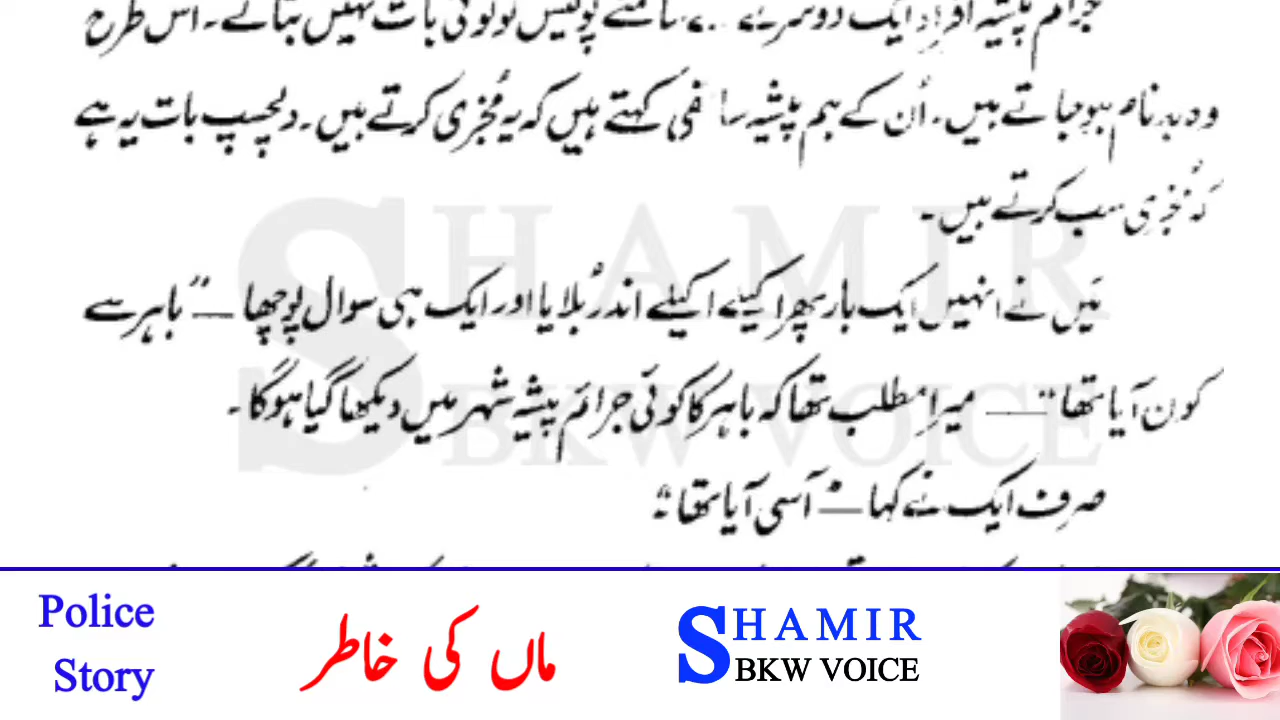 جرائم پیشہ افراد ایک دوسرے کے سامنے پولیس کو کوئی بات نہیں بتاتے۔ اس طرح
وہ بدنام ہو جاتے ہیں۔ اُن کے ہم پیشہ ساتھی کہتے ہیں کہ یہ مُخبری کرتے ہیں۔ دلچسپ بات یہ ہے
کہ مُخبری سب کرتے ہیں۔
مَیں نے انہیں ایک بار پھر اکیلے اکیلے اندر بُلایا اور ایک ہی سوال پوچھا — "باہر سے
کون آیا تھا" — میرا مطلب تھا کہ باہر کا کوئی جرائم پیشہ شہر میں دیکھا گیا ہوگا۔
صرف ایک نے کہا — "آسی آیا تھا"۔
SHAMIR
BKW VOICE
Police
Story
ماں کی خاطر
SHAMIR
BKW VOICE